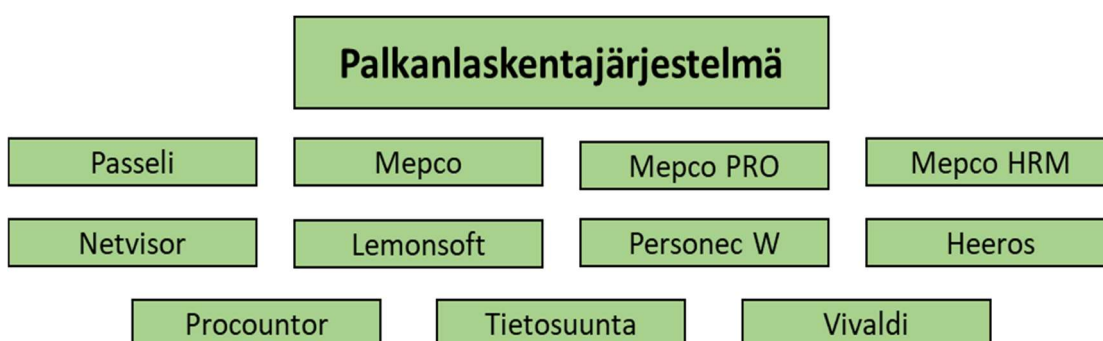 Palkanlaskentajärjestelmä
Passeli
Mepco
Mepco PRO
Mepco HRM
Netvisor
Lemonsoft
Personec W
Heeros
Procountor
Tietosuunta
Vivaldi